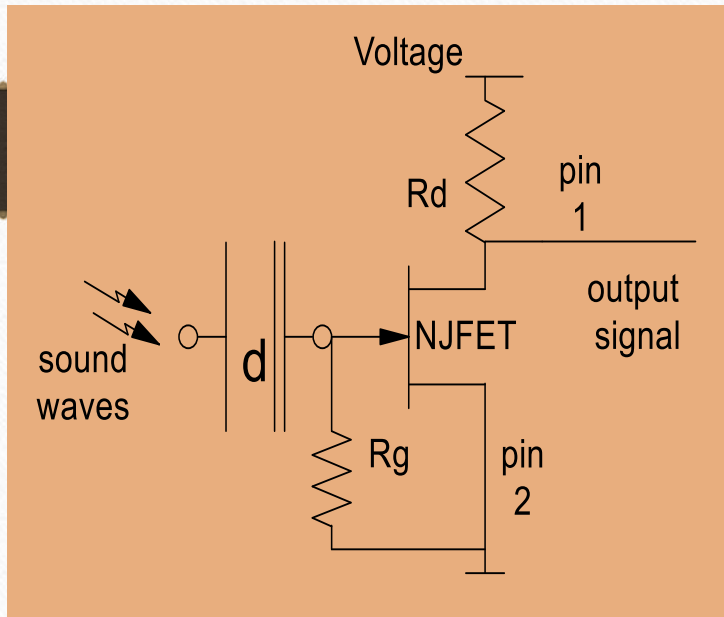 Voltage
Rd
pin
1
output
signal
NJFET
d
sound
waves
Rg
pin
2